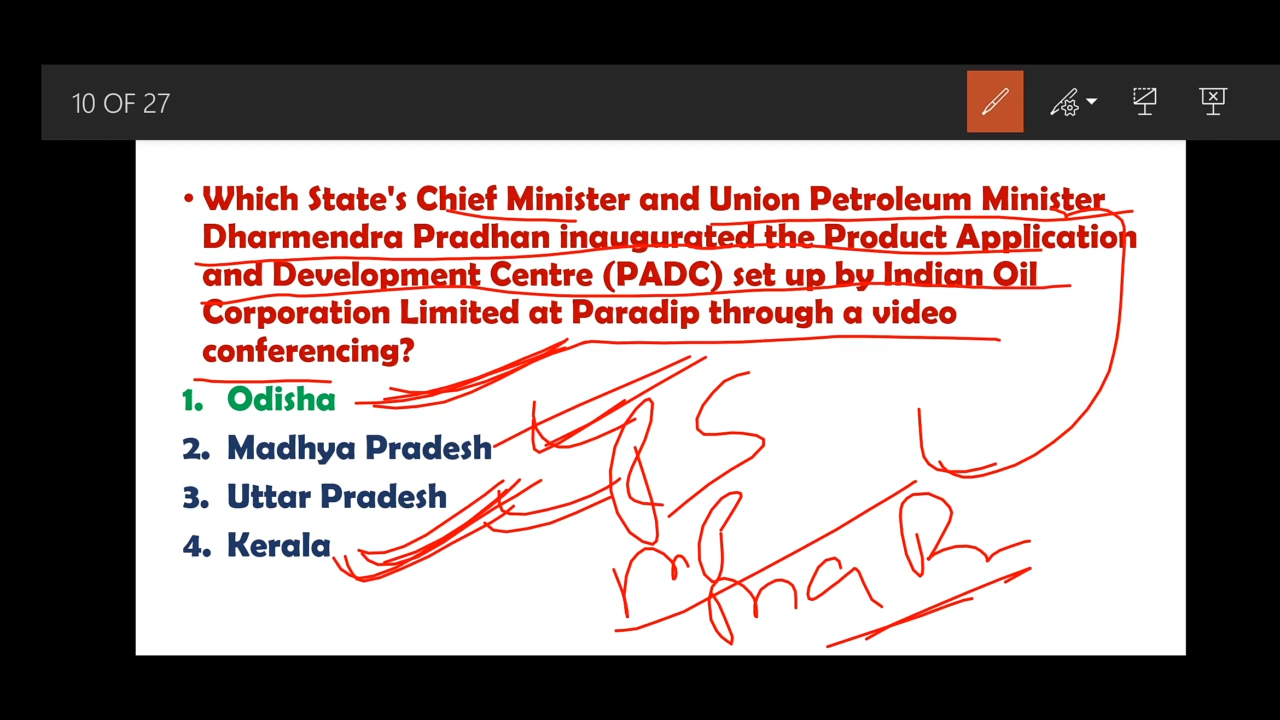 10 OF 27
• Which State's Chief Minister and Union Petroleum Minister
Dharmendra Pradhan inaugurated the Product Application
and Development Centre (PADC) set up by Indian Oil
Corporation Limited at Paradip through a video
conferencing?
1. Odisha
2. Madhya Pradesh
3. Uttar Pradesh
4. Kerala